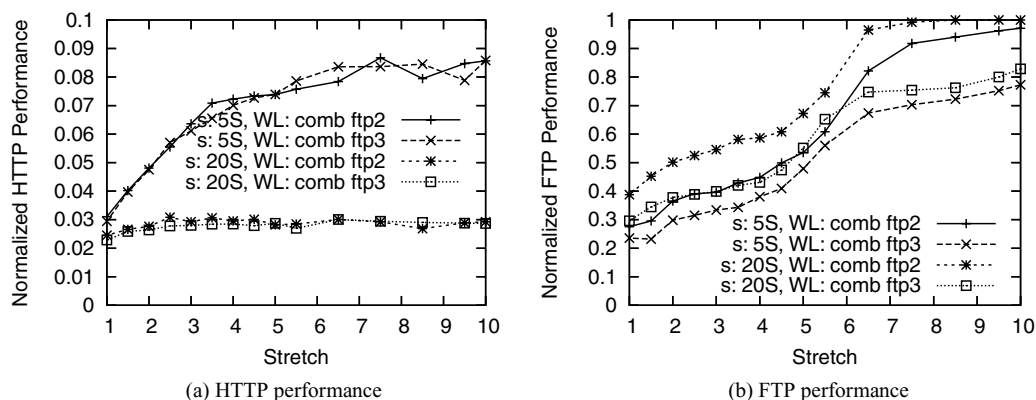 Normalized HTTP Performance
0.1
0.09
0.08
0.07
0.06
0.05
0.04
0.03
0.02
0.01
0
s: 5S, WL: comb ftp2
s: 5S, WL: comb ftp3
s: 20S, WL: comb ftp2
s: 20S, WL: comb ftp3
1 2 3 4 5 6 7 8 9 10
Stretch
(a) HTTP performance
Normalized FTP Performance
1
0.9
0.8
0.7
0.6
0.5
0.4
0.3
0.2
0.1
0
s: 5S, WL: comb ftp2
s: 5S, WL: comb ftp3
s: 20S, WL: comb ftp2
s: 20S, WL: comb ftp3
1 2 3 4 5 6 7 8 9 10
Stretch
(b) FTP performance